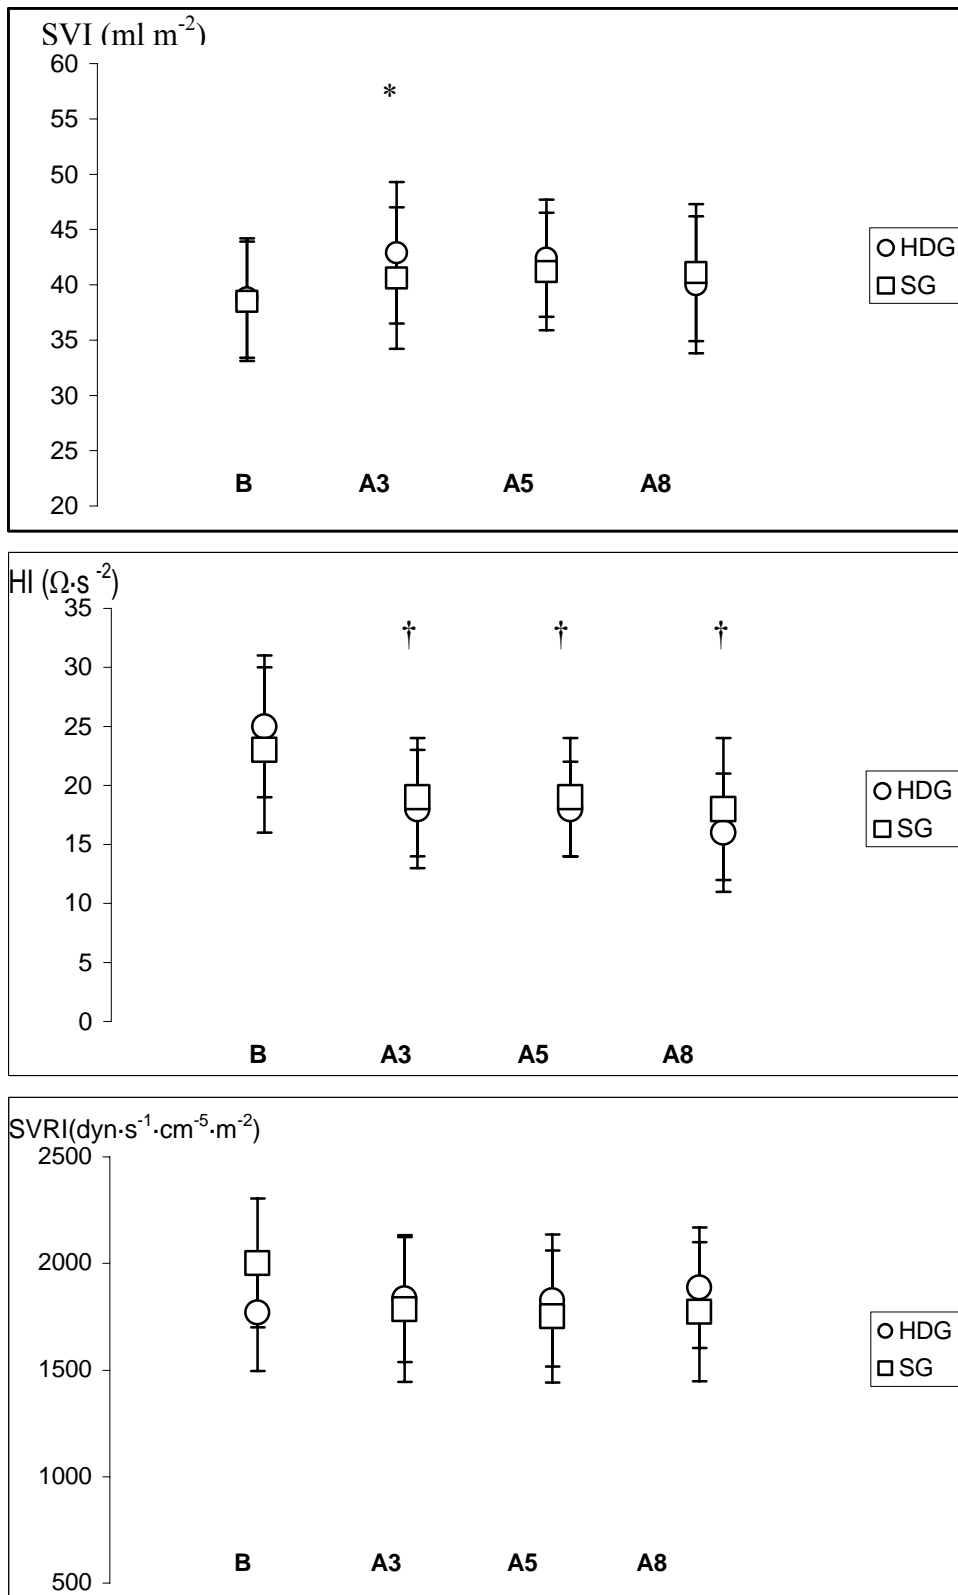 SVI (ml m-2)
60
*
55
50
45
HDG
40
SG
35
30
25
B A3 A5 A8
20
HI (Ω·s-2)
35
† † †
30
25
20
HDG
SG
15
10
5
0
B A3 A5 A8
SVRI(dyn·s-1·cm-5·m-2)
2500
2000
HDG
SG
1500
1000
B A3 A5 A8
500